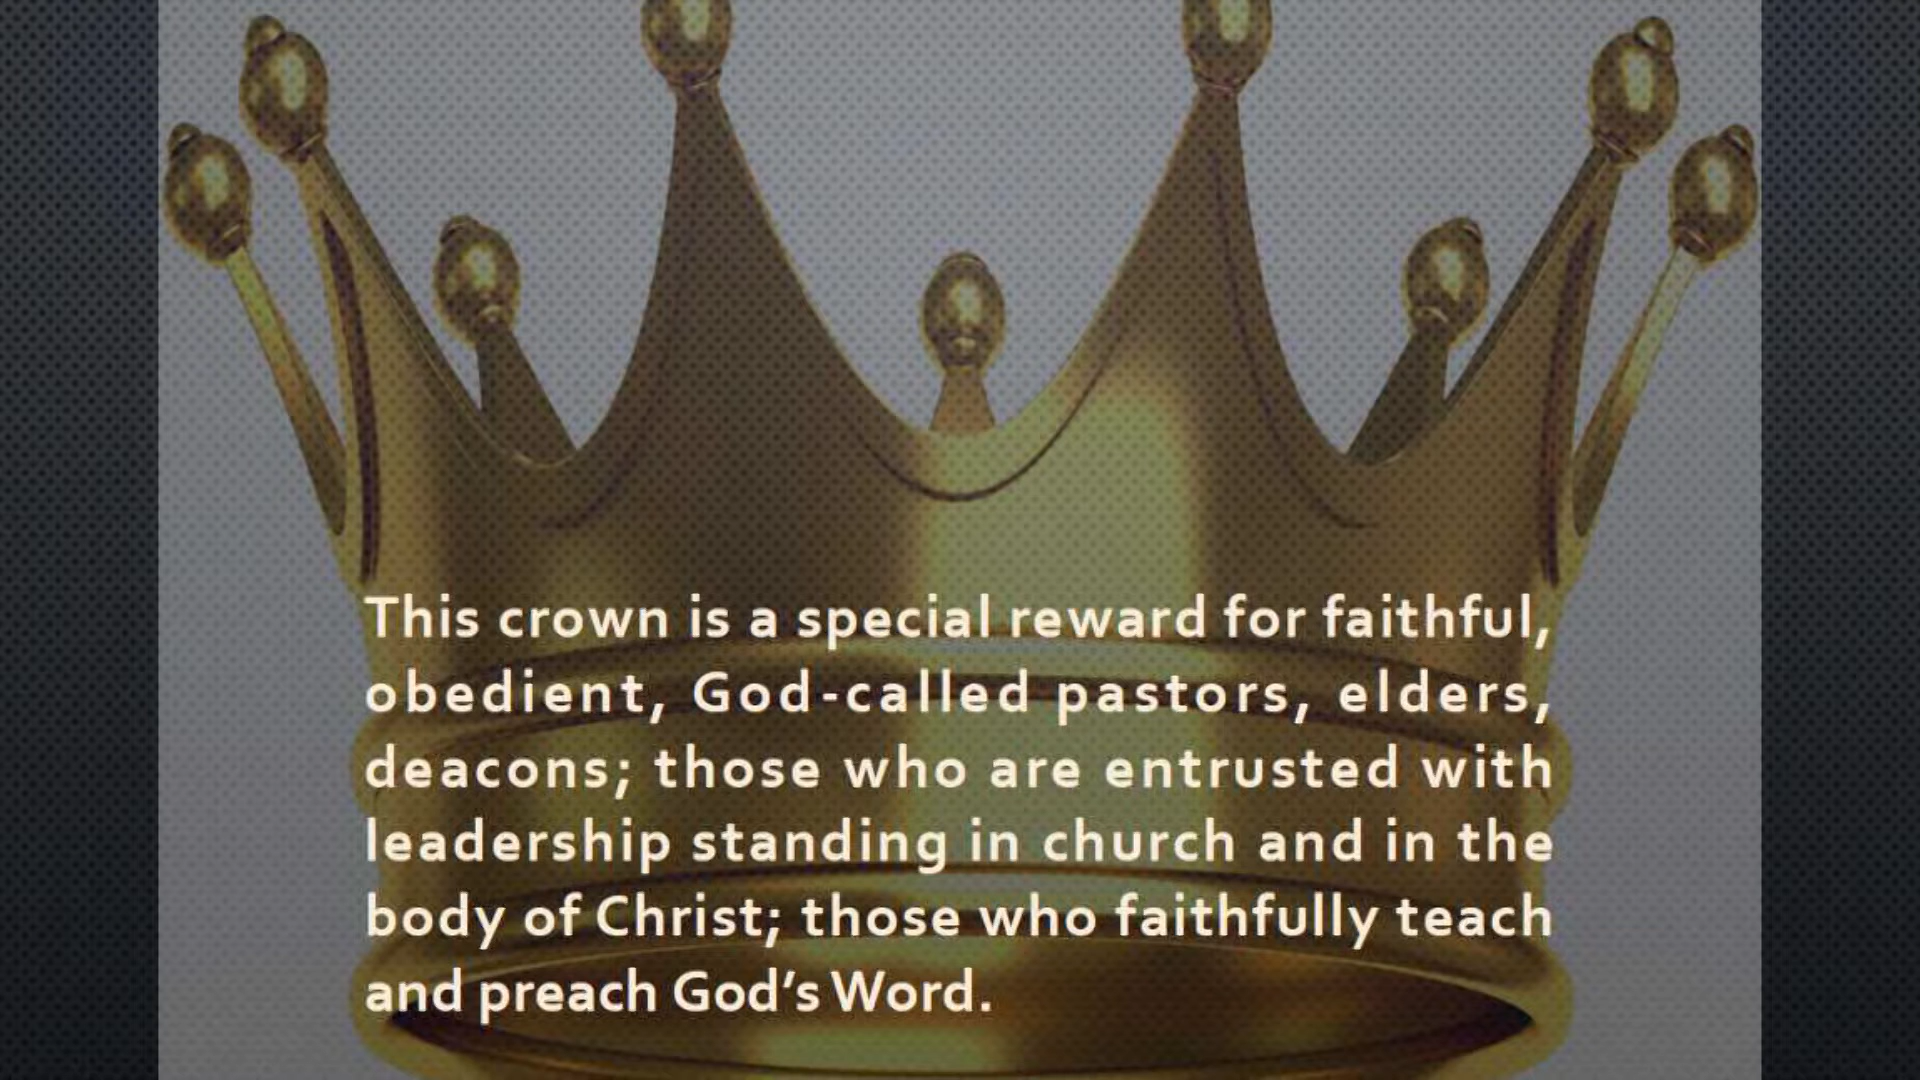 This crown is a special reward for faithful,
obedient, God-called pastors, elders,
deacons; those who are entrusted with
leadership standing in church and in the
body of Christ; those who faithfully teach
and preach God’s Word.